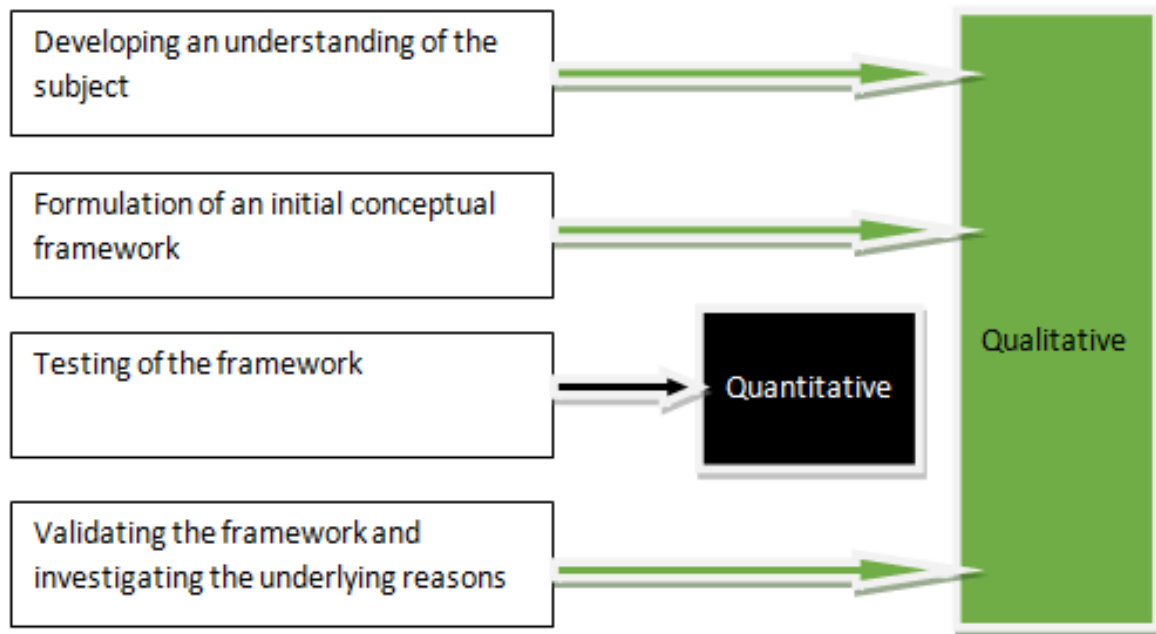 Developing an understanding of the
subject
Formulation of an initial conceptual
framework
Testing of the framework
Quantitative
Qualitative
Validating the framework and
investigating the underlying reasons